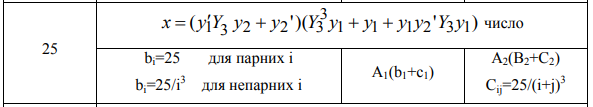 25
x = (y₁'Y₃ y₂ + y₂')(Y₃³y₁ + y₁ + y₁y₂'Y₃y₁) число
bᵢ=25 для парних i
bᵢ=25/i³ для непарних i
A₁(b₁+c₁)
A₂(B₂+C₂)
Cᵢⱼ=25/(i+j)³